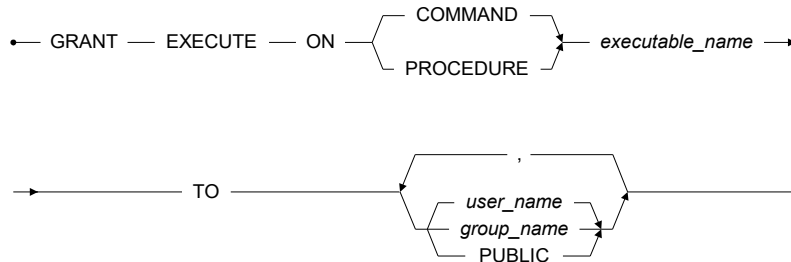 COMMAND
GRANT EXECUTE ON executable_name
PROCEDURE
,
TO user_name
group_name
PUBLIC